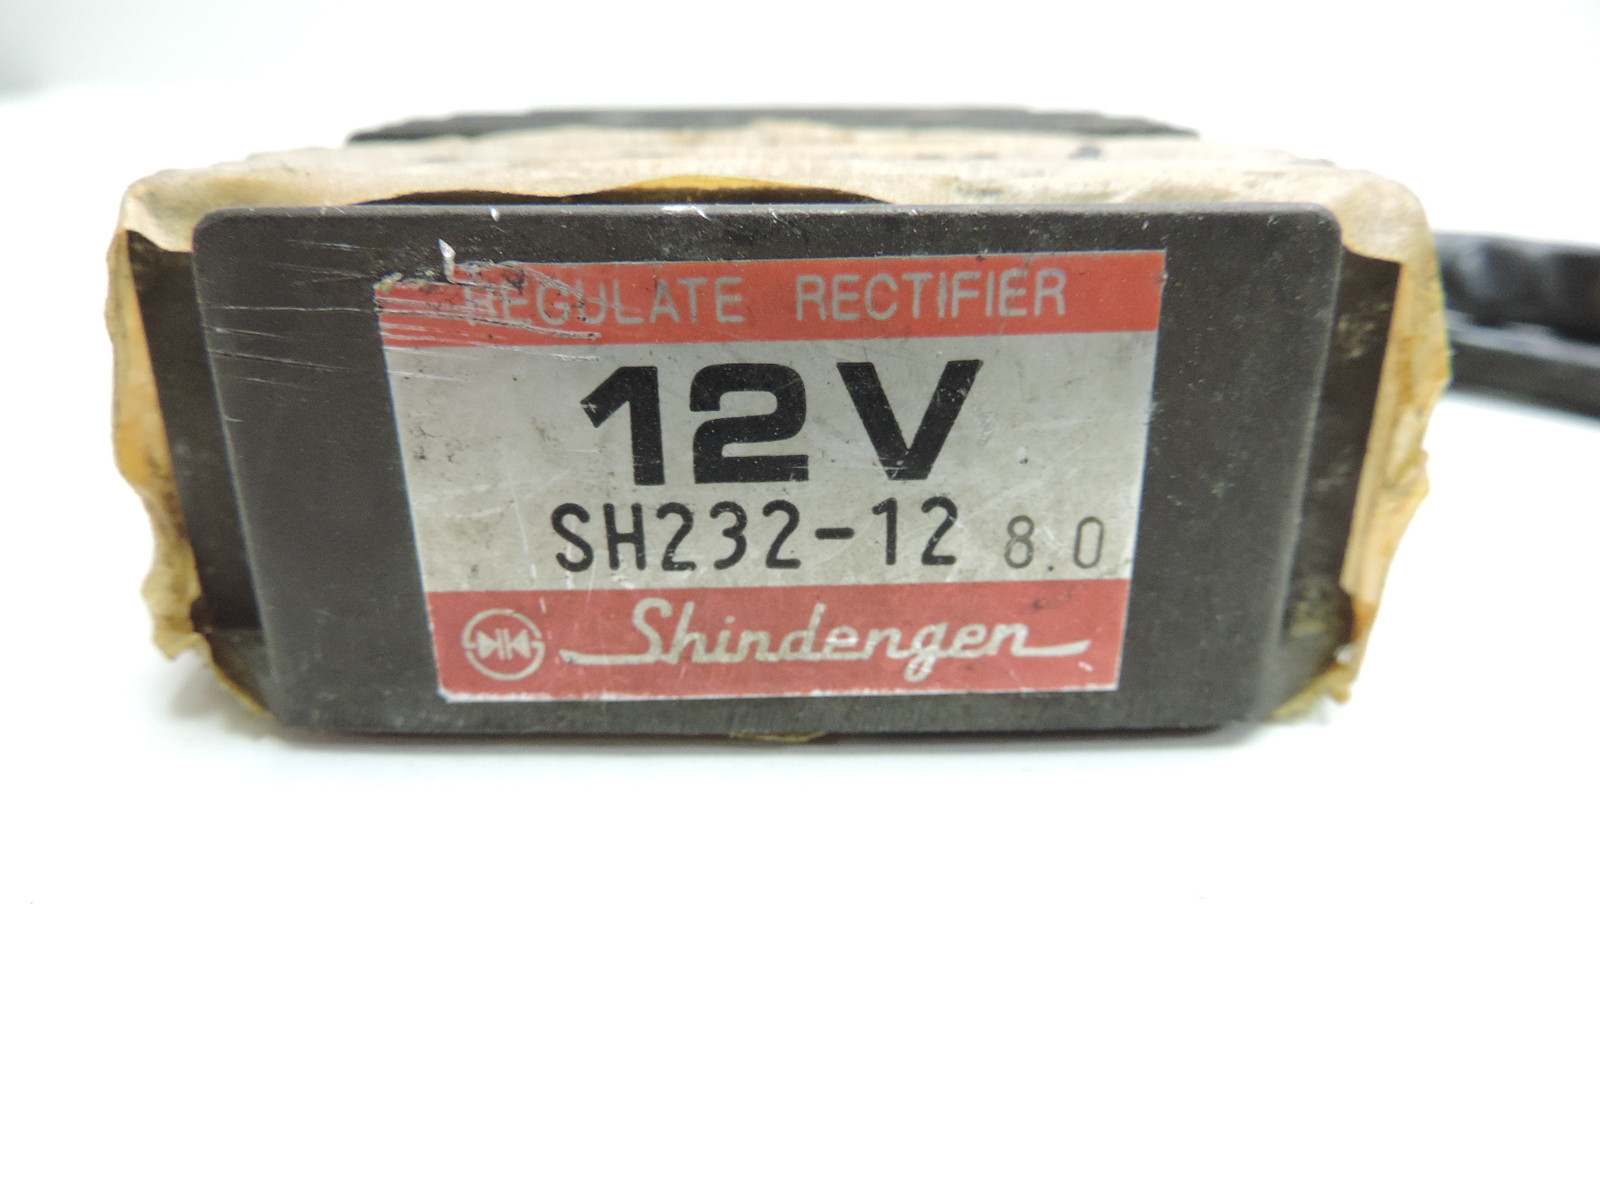 REGULATE RECTIFIER
12V
SH232-12 8.0
Shindengen